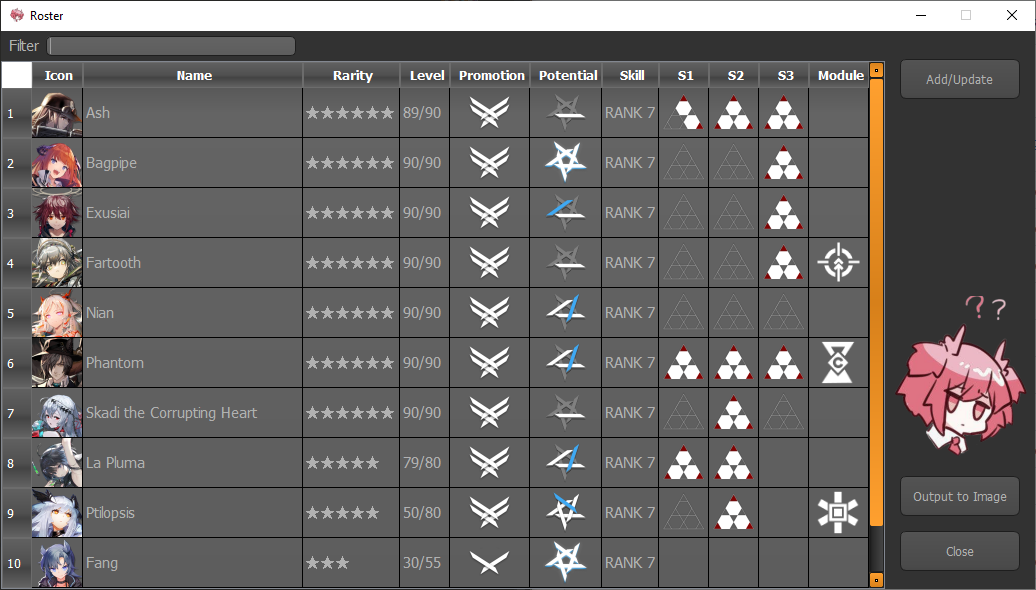 Roster
Filter
Icon Name Rarity Level Promotion Potential Skill S1 S2 S3 Module
1 Ash ★★★★★★ 89/90 RANK 7
2 Bagpipe ★★★★★★ 90/90 RANK 7
3 Exusiai ★★★★★★ 90/90 RANK 7
4 Fartooth ★★★★★★ 90/90 RANK 7
5 Nian ★★★★★★ 90/90 RANK 7
6 Phantom ★★★★★★ 90/90 RANK 7
7 Skadi the Corrupting Heart ★★★★★★ 90/90 RANK 7
8 La Pluma ★★★★★ 79/80 RANK 7
9 Ptilopsis ★★★★★ 50/80 RANK 7
10 Fang ★★★ 30/55 RANK 7
Add/Update
??
Output to Image
Close